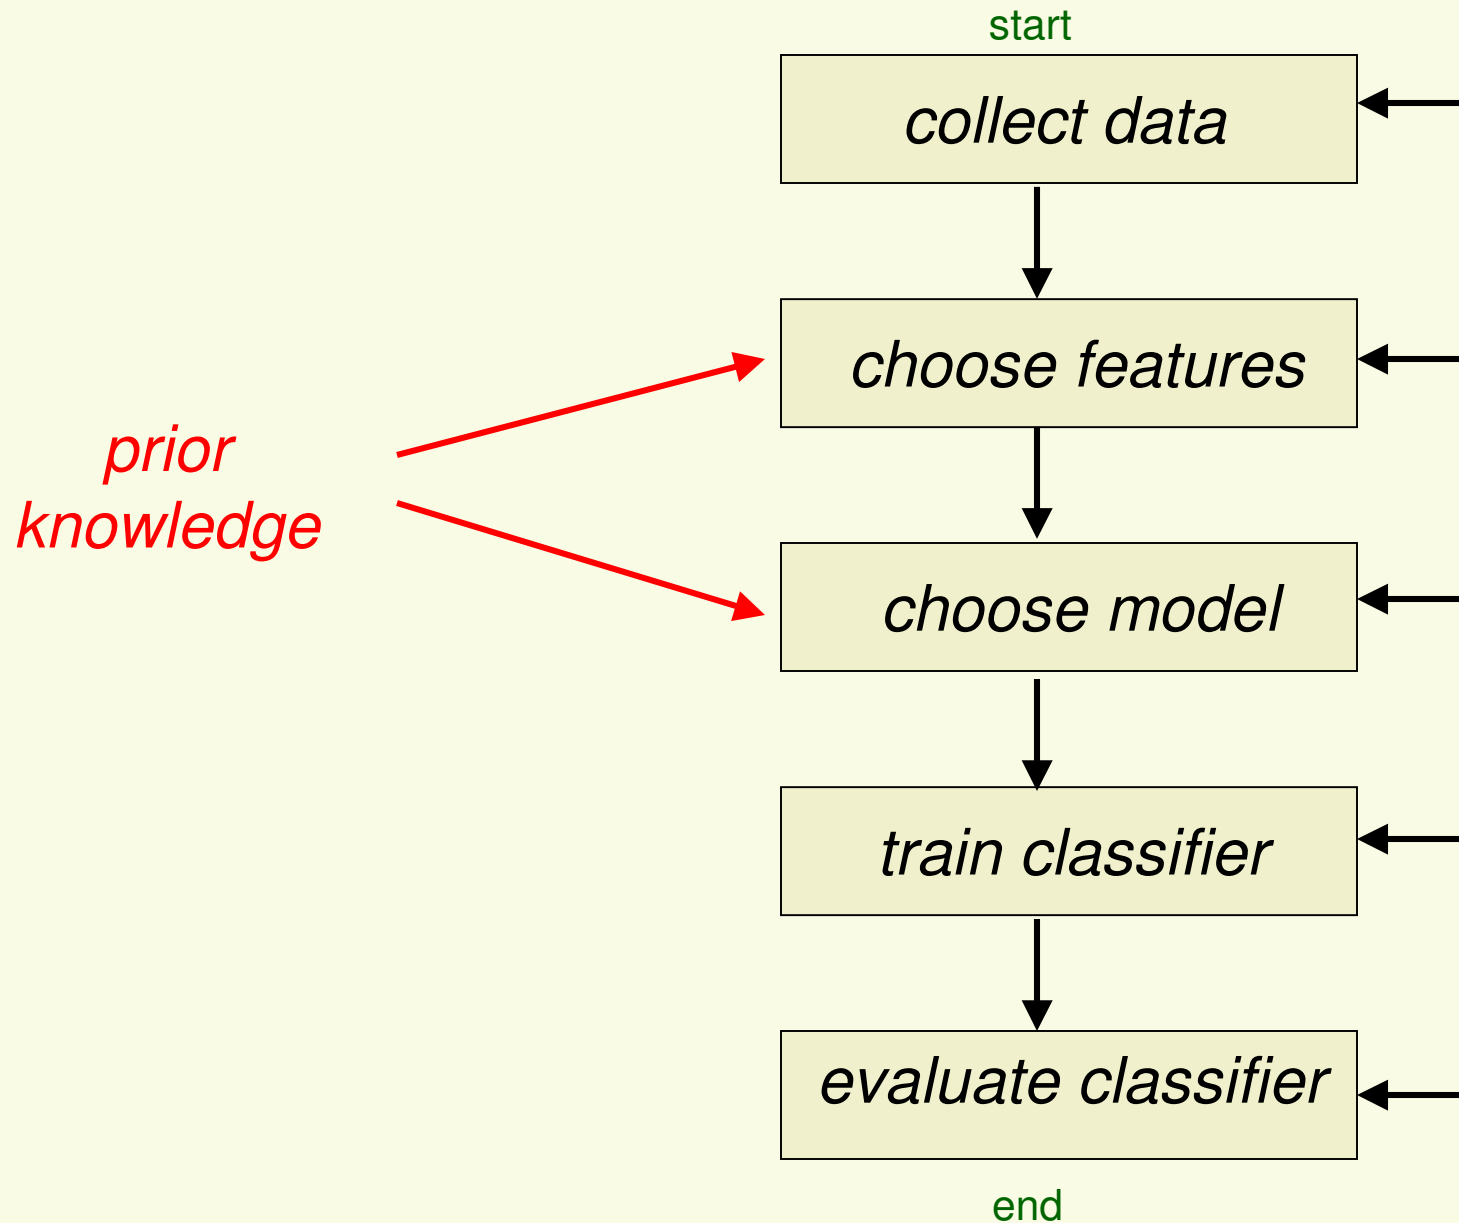 start
collect data
choose features
prior
knowledge
choose model
train classifier
evaluate classifier
end